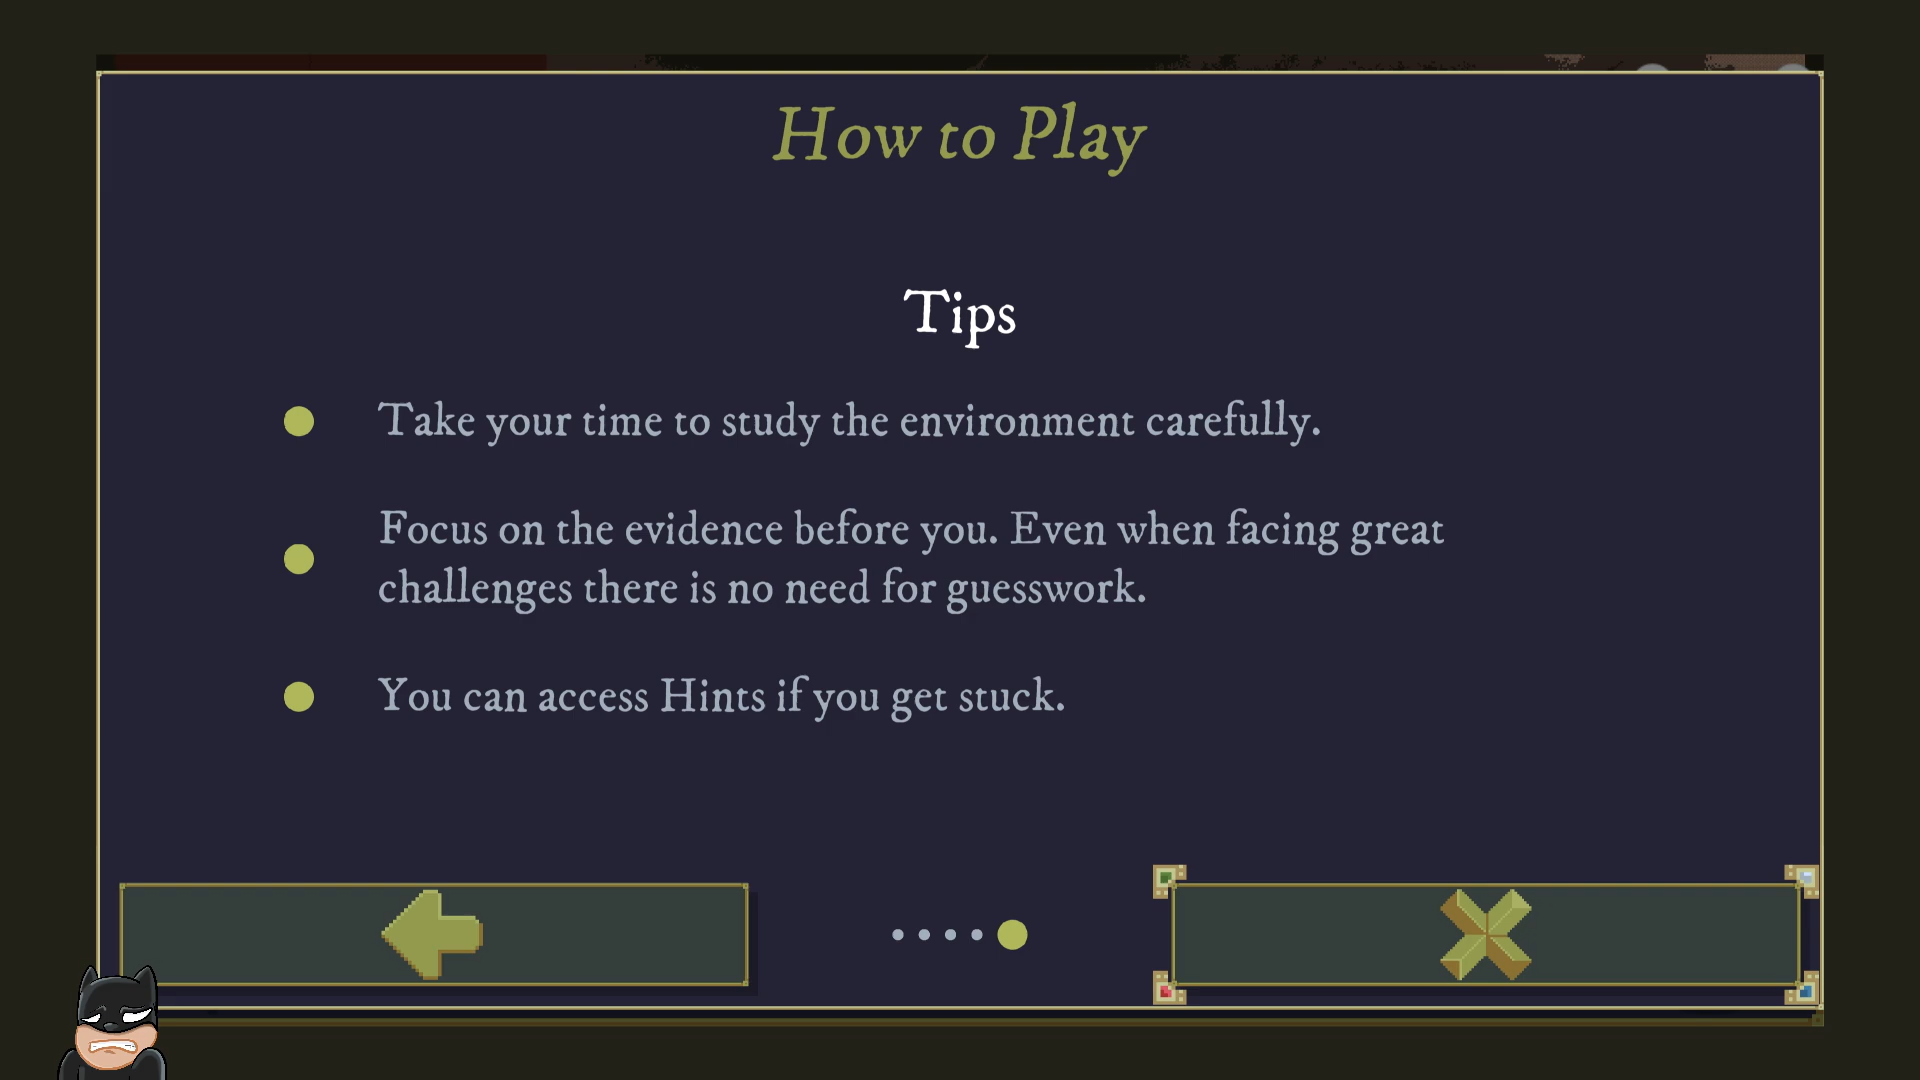 How to Play
Tips
Take your time to study the environment carefully.
Focus on the evidence before you. Even when facing great
challenges there is no need for guesswork.
You can access Hints if you get stuck.